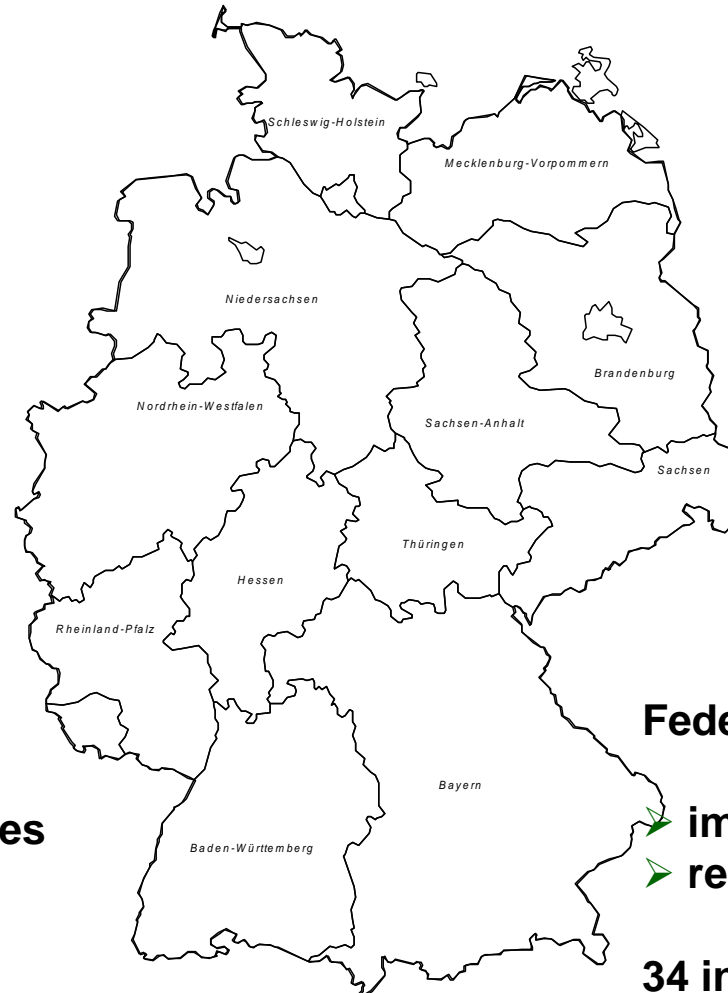 Schleswig-Holstein
Mecklenburg-Vorpommern
Niedersachsen
Brandenburg
Nordrhein-Westfalen
Sachsen-Anhalt
Sachsen
Thüringen
Hessen
Rheinland-Pfalz
Bayern
Baden-Württemberg
es
Fede
im
re
34 in